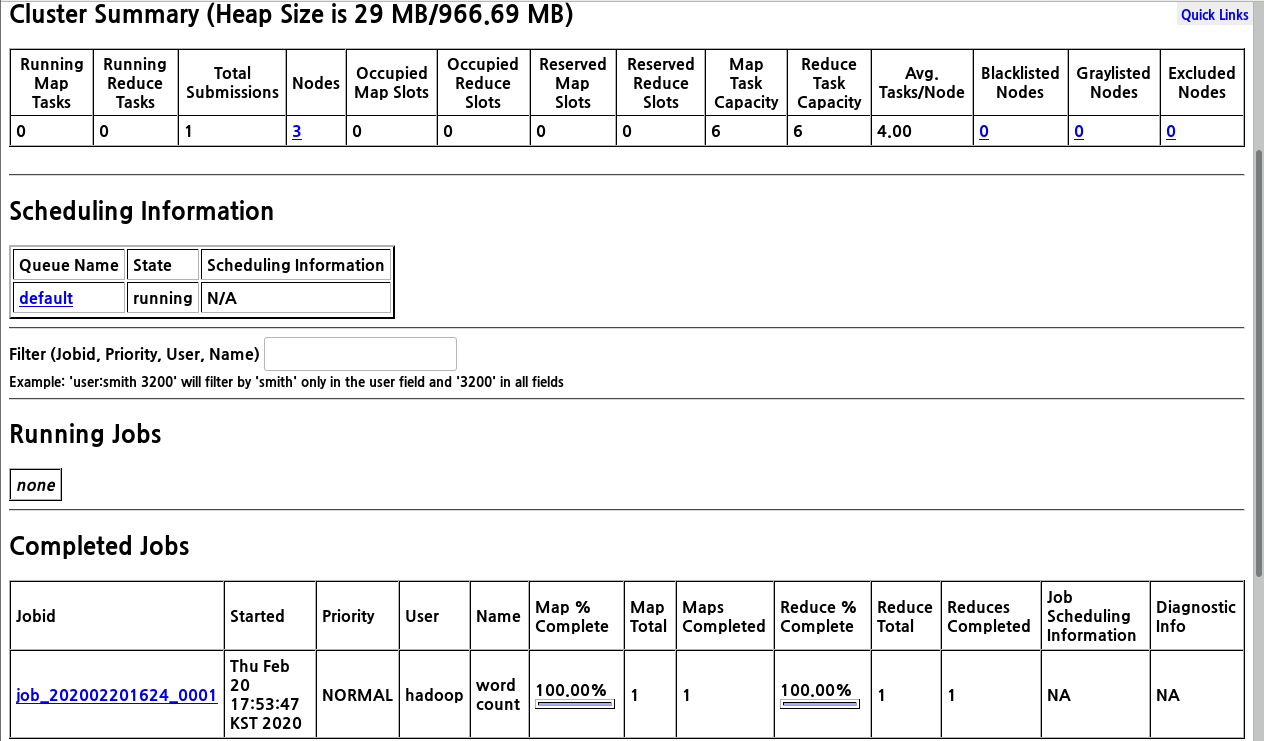 Cluster Summary (Heap Size is 29 MB/966.69 MB)
Quick Links
Running Map Tasks | Running Reduce Tasks | Total Submissions | Nodes | Occupied Map Slots | Occupied Reduce Slots | Reserved Map Slots | Reserved Reduce Slots | Map Task Capacity | Reduce Task Capacity | Avg. Tasks/Node | Blacklisted Nodes | Graylisted Nodes | Excluded Nodes
0 | 0 | 1 | 3 | 0 | 0 | 0 | 0 | 6 | 6 | 4.00 | 0 | 0 | 0
Scheduling Information
Queue Name | State | Scheduling Information
default | running | N/A
Filter (Jobid, Priority, User, Name)
Example: 'user:smith 3200' will filter by 'smith' only in the user field and '3200' in all fields
Running Jobs
none
Completed Jobs
Jobid | Started | Priority | User | Name | Map % Complete | Map Total | Maps Completed | Reduce % Complete | Reduce Total | Reduces Completed | Job Scheduling Information | Diagnostic Info
job_202002201624_0001 | Thu Feb 20 17:53:47 KST 2020 | NORMAL | hadoop | word count | 100.00% | 1 | 1 | 100.00% | 1 | 1 | NA | NA